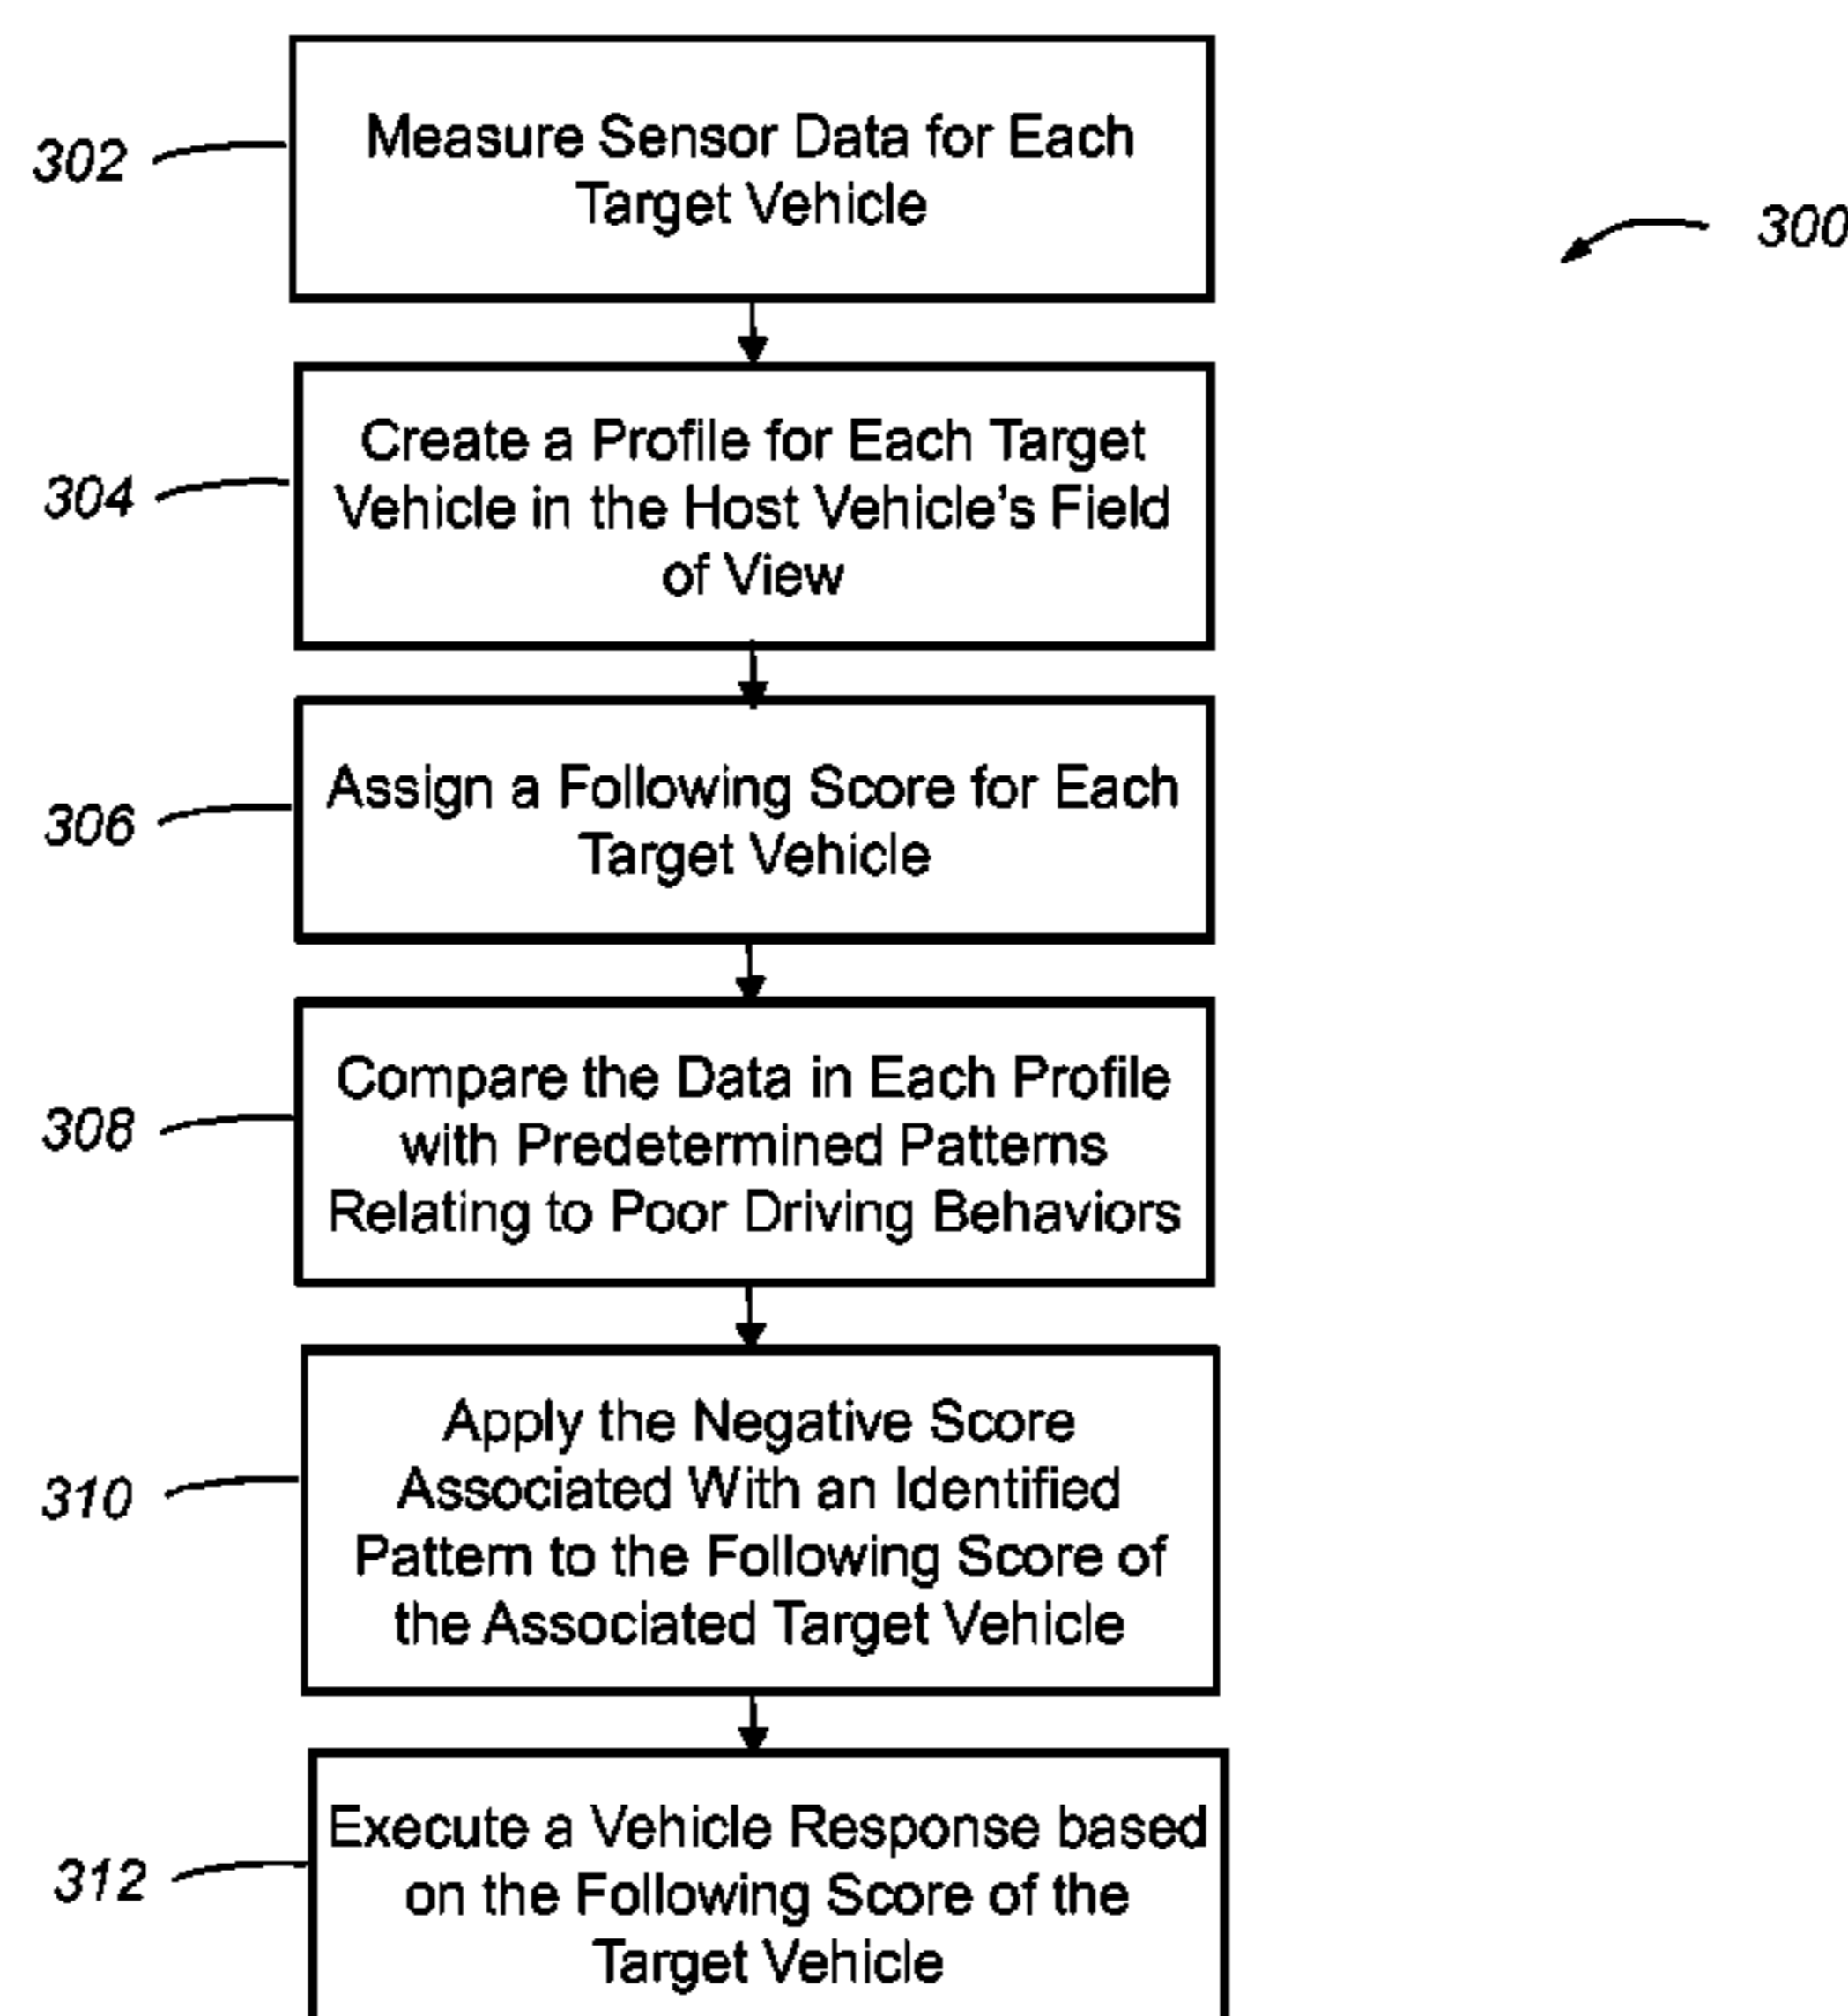 302
Measure Sensor Data for Each
Target Vehicle
300
304
Create a Profile for Each Target
Vehicle in the Host Vehicle's Field
of View
306
Assign a Following Score for Each
Target Vehicle
308
Compare the Data in Each Profile
with Predetermined Patterns
Relating to Poor Driving Behaviors
310
Apply the Negative Score
Associated With an Identified
Pattern to the Following Score of
the Associated Target Vehicle
312
Execute a Vehicle Response based
on the Following Score of the
Target Vehicle